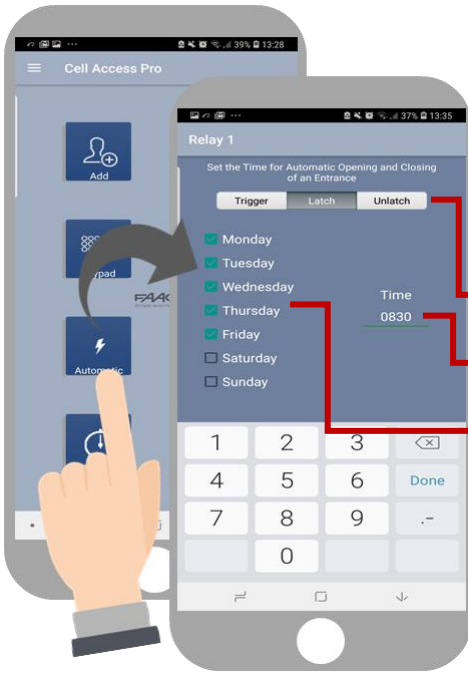 39% 13:28
Cell Access Pro
Add
Automatic
37% 13:35
Relay 1
Set the Time for Automatic Opening and Closing
of an Entrance
Trigger Latch Unlatch
Monday
Tuesday
Wednesday
Thursday
Friday
Saturday
Sunday
Time
0830
1 2 3
4 5 6 Done
7 8 9 .-
0